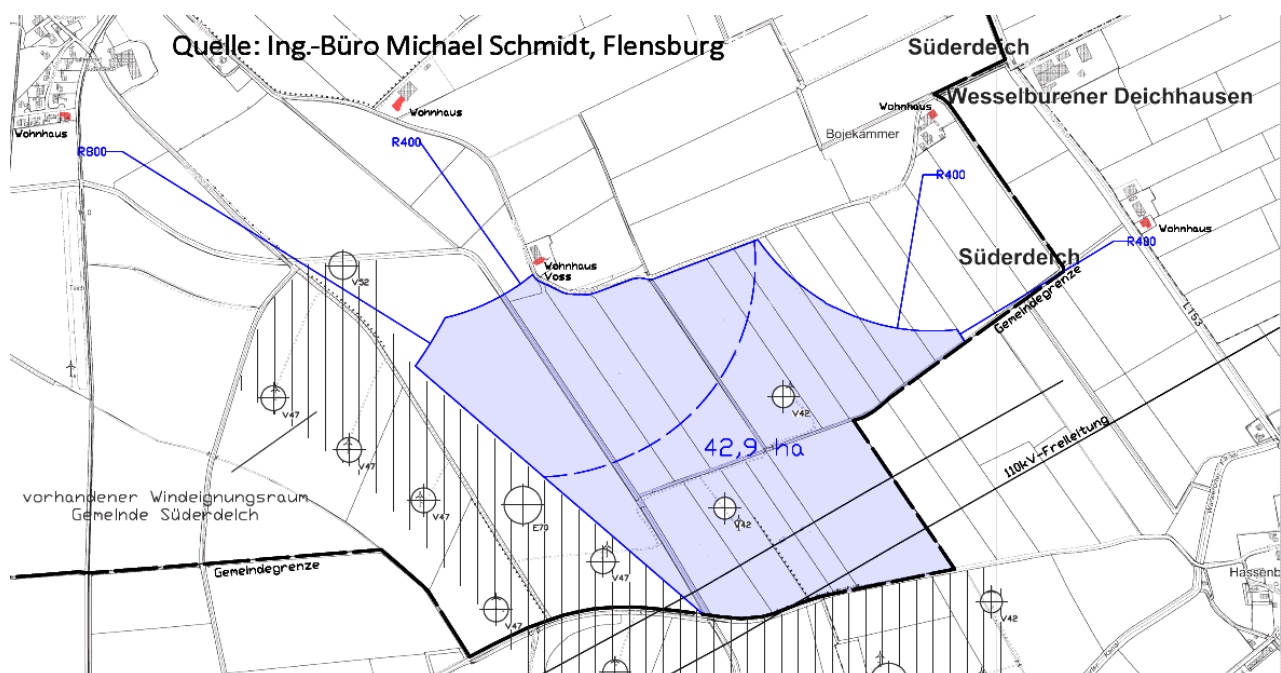 Quelle: Ing.-Büro Michael Schmidt, Flensburg
Süderdeich
Wesselburener Deichhausen
Wohnhaus
Wohnhaus
Wohnhaus
Bojekammer
R800
R400
R400
Wohnhaus
R400
Wohnhaus
Voss
Süderdeich
V52
Gemeindegrenze
L153
V47
V42
V47
42,9 ha
110kV-Freileitung
vorhandener Windeignungsraum
Gemeinde Süderdeich
V47
E70
V42
Gemeindegrenze
V47
Hassenb
V47
V42